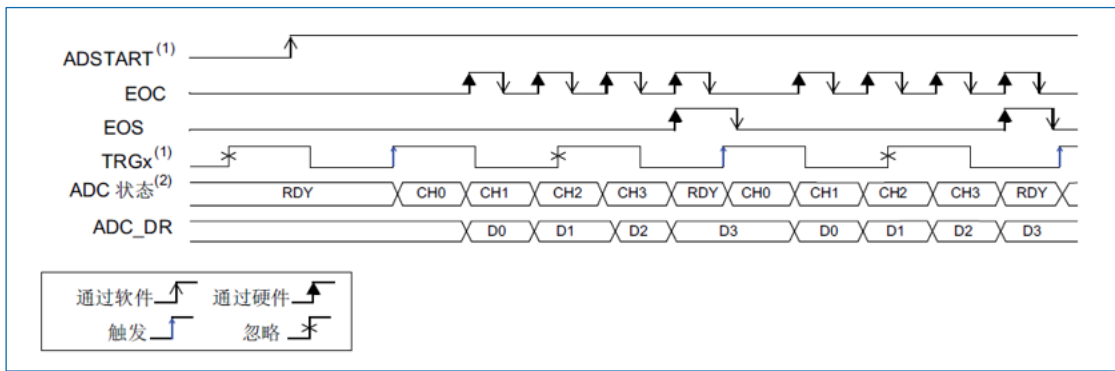 ADSTART(1)
EOC
EOS
TRGx(1)
ADC 状态(2) RDY CH0 CH1 CH2 CH3 RDY CH0 CH1 CH2 CH3 RDY
ADC_DR D0 D1 D2 D3 D0 D1 D2 D3
通过软件 通过硬件
触发 忽略